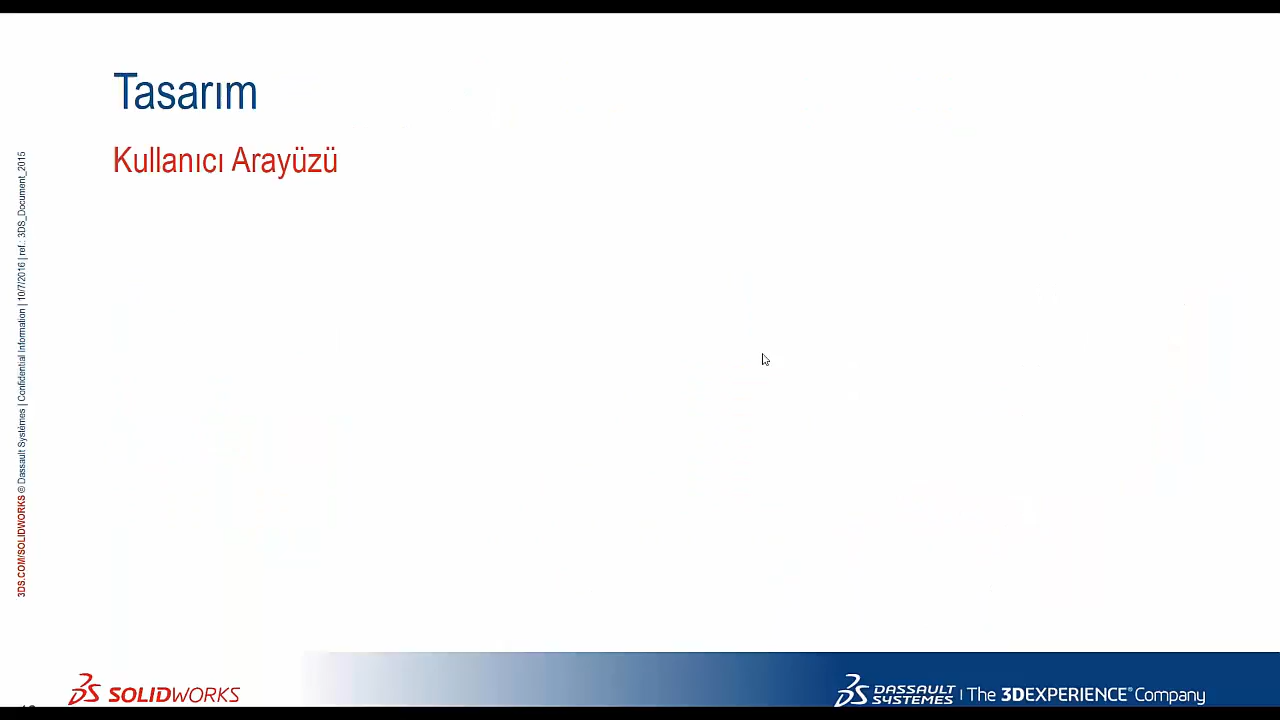 Tasarım
Kullanıcı Arayüzü
3DS.COM/SOLIDWORKS © Dassault Systèmes | Confidential Information | 10/7/2016 | ref.: 3DS_Document_2015
SOLIDWORKS
DASSAULT SYSTEMES | The 3DEXPERIENCE® Company